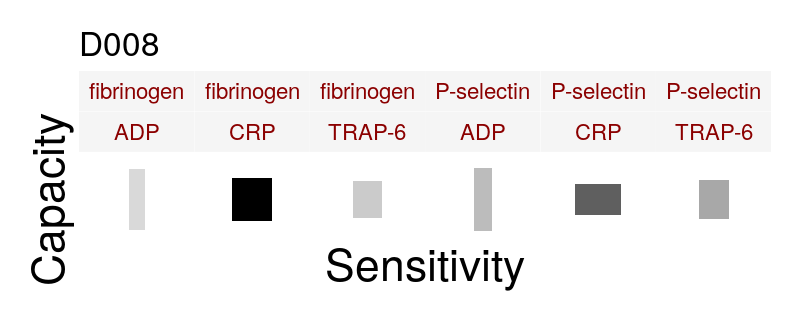 D008
fibrinogen fibrinogen fibrinogen P-selectin P-selectin P-selectin
ADP CRP TRAP-6 ADP CRP TRAP-6
Capacity
Sensitivity